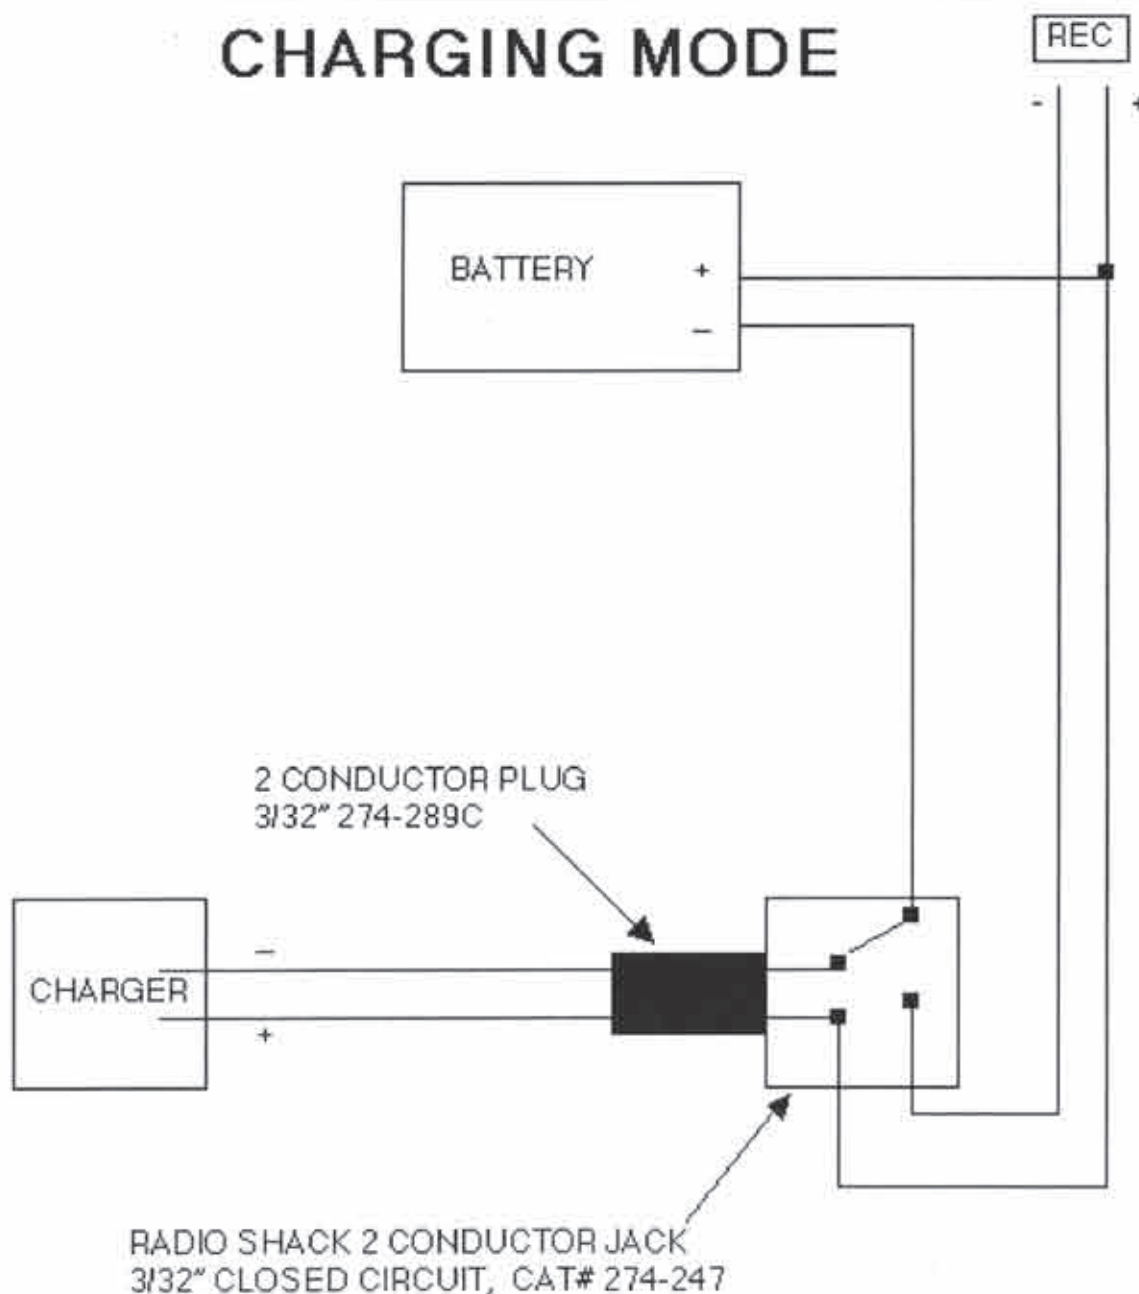 CHARGING MODE
REC
- +
BATTERY +
–
2 CONDUCTOR PLUG
3/32" 274-289C
–
CHARGER
+
RADIO SHACK 2 CONDUCTOR JACK
3/32" CLOSED CIRCUIT, CAT# 274-247